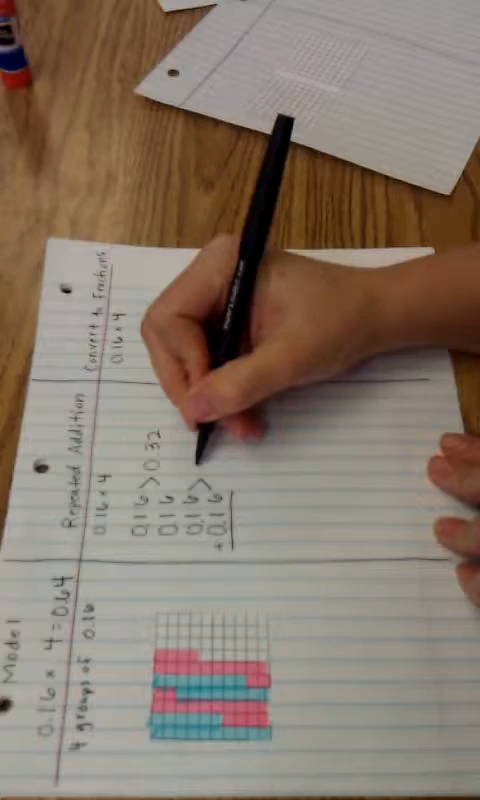 Model
0.16 x 4 = 0.64
4 groups of 0.16
Repeated Addition
0.16 x 4
0.16 > 0.32
0.16
0.16 >
+ 0.16
Convert to Fractions
0.16 x 4